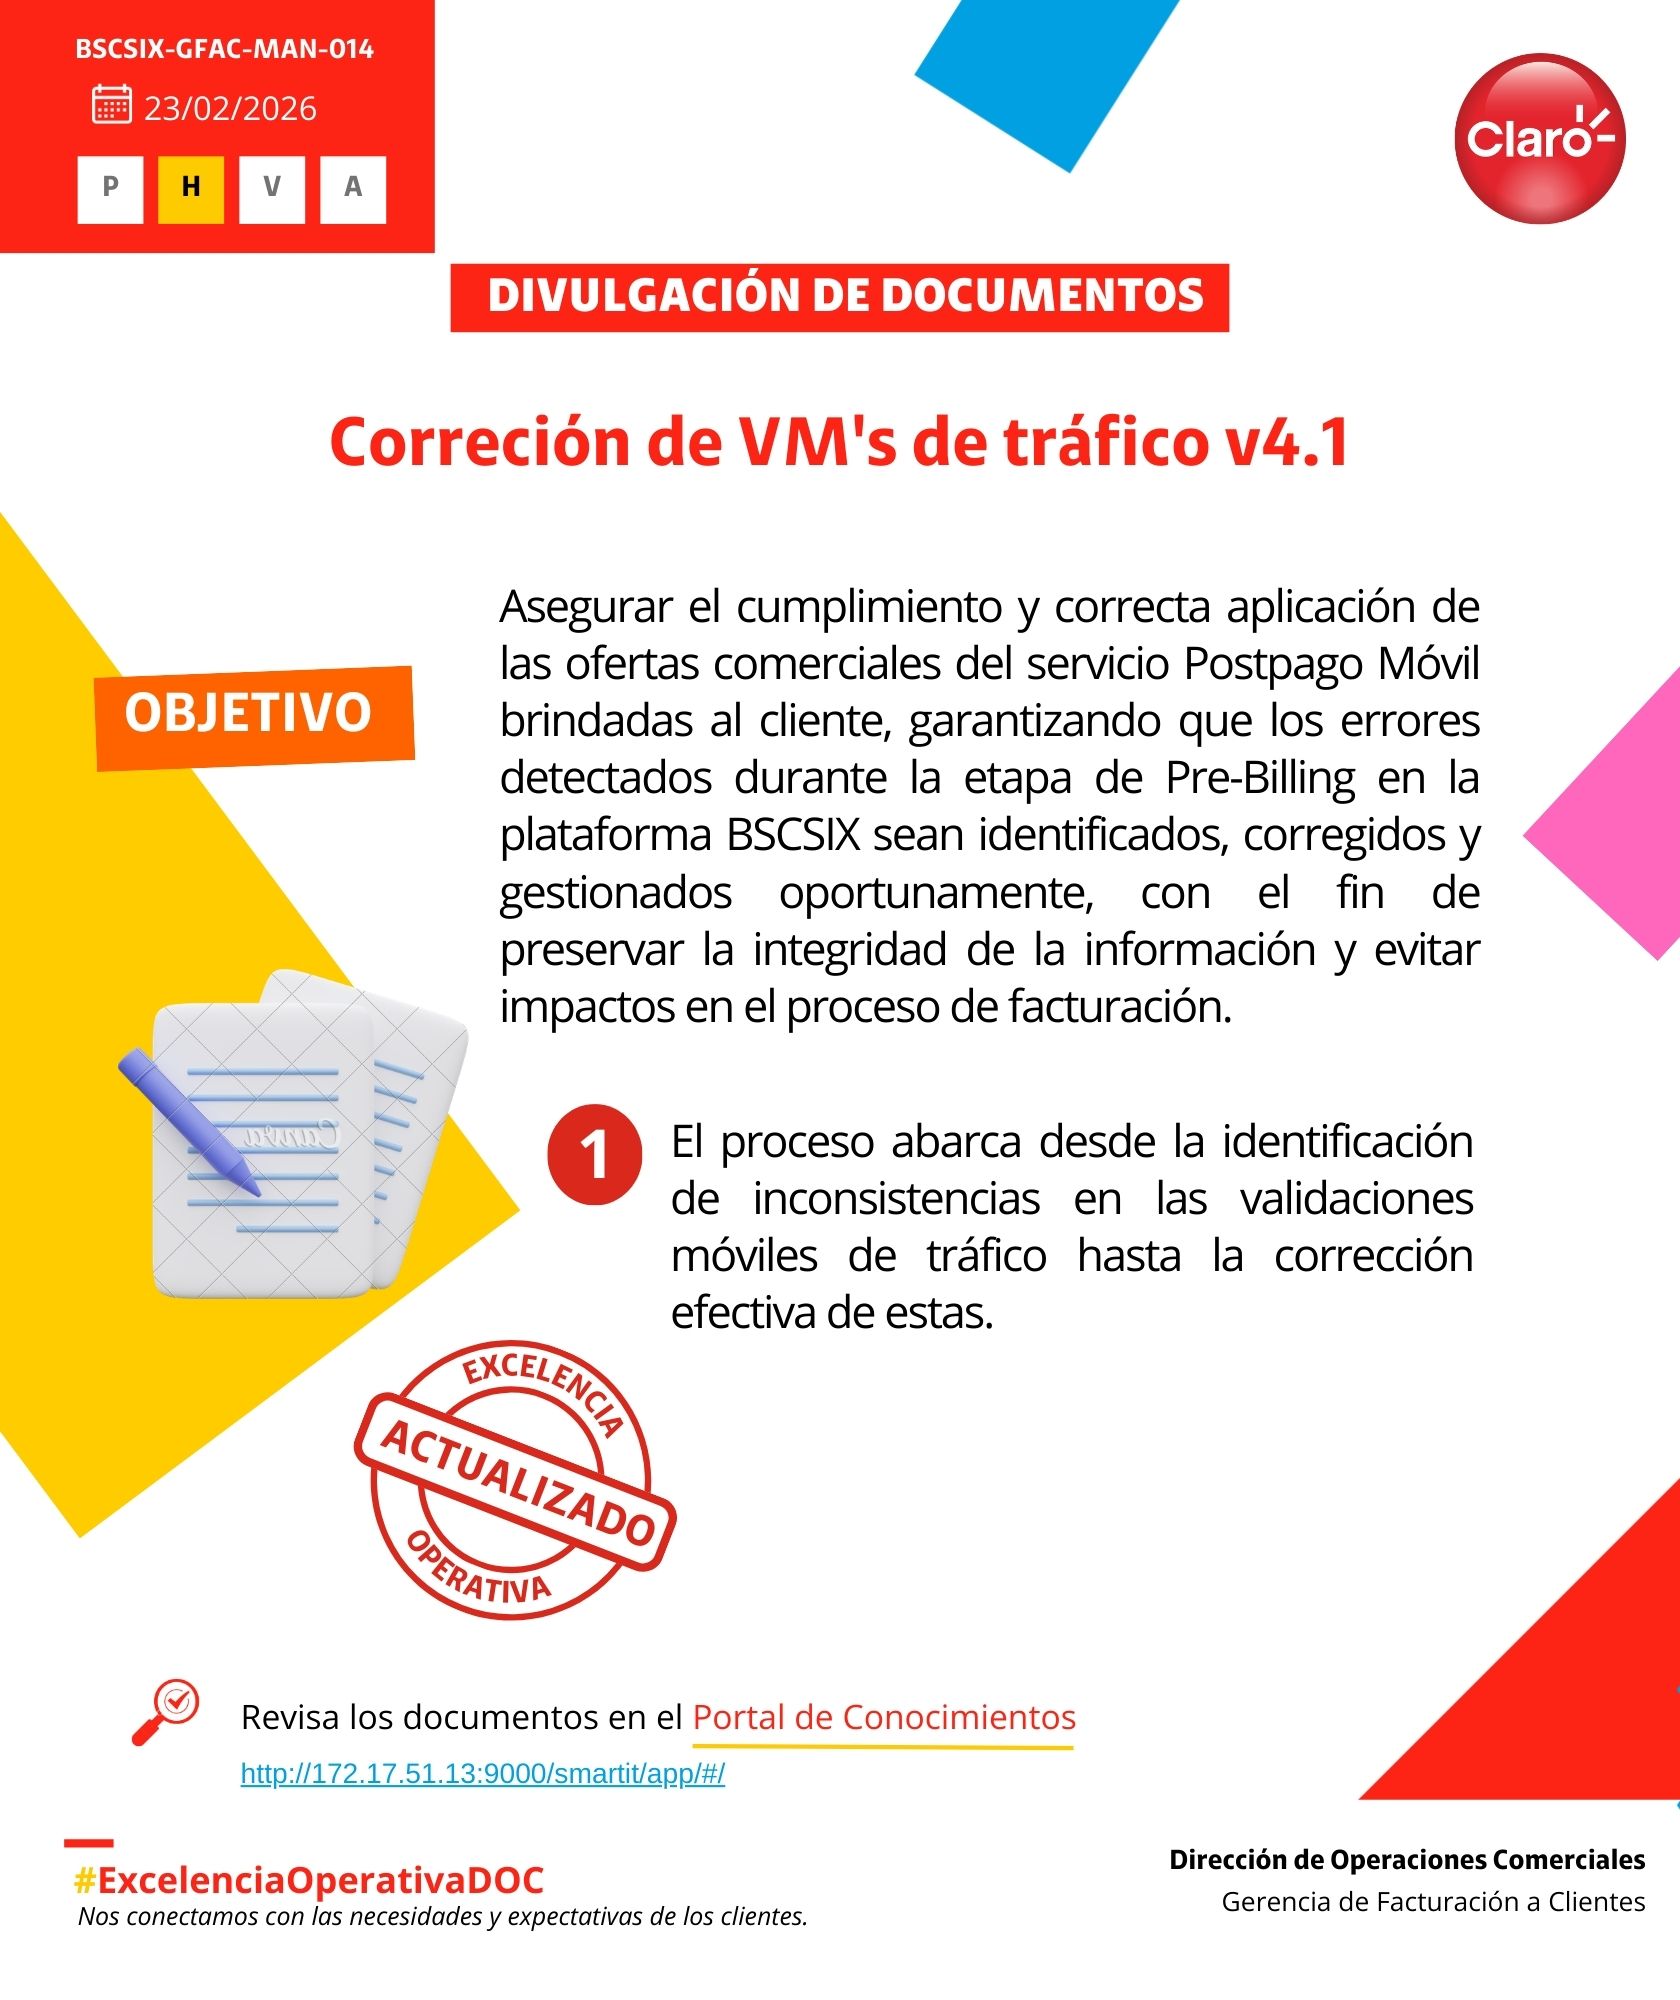 BSCSIX-GFAC-MAN-014
23/02/2026
P H V A
Claro
DIVULGACIÓN DE DOCUMENTOS
Correción de VM's de tráfico v4.1
OBJETIVO
Asegurar el cumplimiento y correcta aplicación de
las ofertas comerciales del servicio Postpago Móvil
brindadas al cliente, garantizando que los errores
detectados durante la etapa de Pre-Billing en la
plataforma BSCSIX sean identificados, corregidos y
gestionados oportunamente, con el fin de
preservar la integridad de la información y evitar
impactos en el proceso de facturación.
Canva
1
El proceso abarca desde la identificación
de inconsistencias en las validaciones
móviles de tráfico hasta la corrección
efectiva de estas.
EXCELENCIA
ACTUALIZADO
OPERATIVA
Revisa los documentos en el Portal de Conocimientos
http://172.17.51.13:9000/smartit/app/#/
#ExcelenciaOperativaDOC
Nos conectamos con las necesidades y expectativas de los clientes.
Dirección de Operaciones Comerciales
Gerencia de Facturación a Clientes